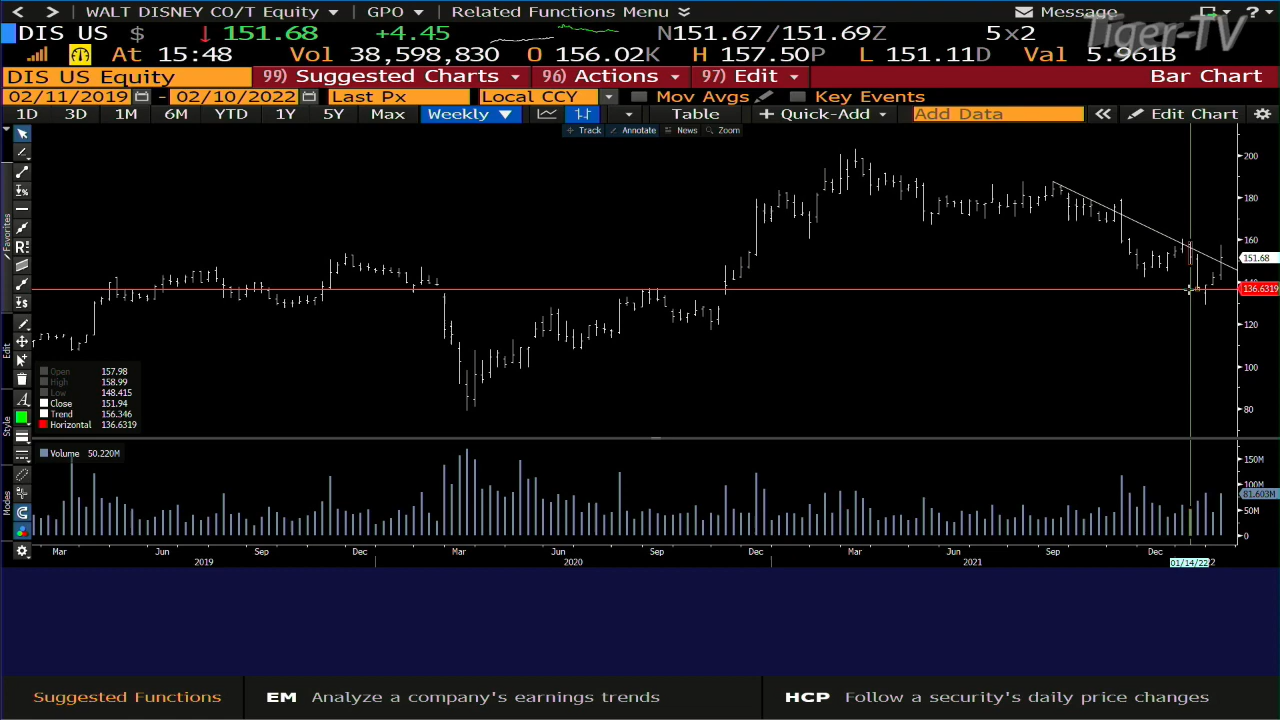 < > WALT DISNEY CO/T Equity GPO Related Functions Menu Message ?
DIS US $ ↓ 151.68 +4.45 N151.67/151.69Z 5x2
Tiger-TV
At 15:48 Vol 38,598,830 O 156.02K H 157.50P L 151.11D Val 5.961B
DIS US Equity 99) Suggested Charts 96) Actions 97) Edit Bar Chart
02/11/2019 - 02/10/2022 Last Px Local CCY Mov Avgs Key Events
1D 3D 1M 6M YTD 1Y 5Y Max Weekly ▼ Table + Quick-Add Add Data « Edit Chart
Track Annotate News Zoom
200
180
160
151.68
136.6319
120
100
80
Favorites
Edit
Style
Modes
Open 157.98
High 158.99
Low 148.415
Close 151.94
Trend 156.346
Horizontal 136.6319
Volume 50.220M
150M
100M
81.603M
50M
0
Mar Jun Sep Dec Mar Jun Sep Dec Mar Jun Sep Dec
2019 2020 2021 01/14/22
Suggested Functions EM Analyze a company's earnings trends HCP Follow a security's daily price changes